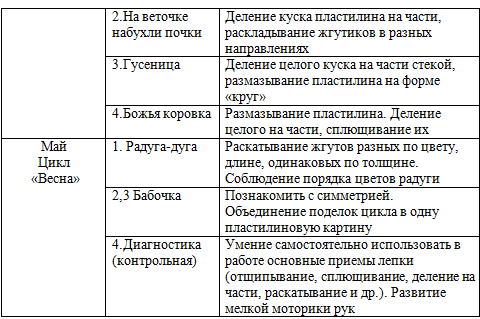 2.На веточке
набухли почки
Деление куска пластилина на части,
раскладывание жгутиков в разных
направлениях
3.Гусеница
Деление целого куска на части стекой,
размазывание пластилина на форме
«круг»
4.Божья коровка
Размазывание пластилина. Деление
целого на части, сплющивание их
Май
Цикл
«Весна»
1. Радуга-дуга
Раскатывание жгутов разных по цвету,
длине, одинаковых по толщине.
Соблюдение порядка цветов радуги
2,3 Бабочка
Познакомить с симметрией.
Объединение поделок цикла в одну
пластилиновую картину
4.Диагностика
(контрольная)
Умение самостоятельно использовать в
работе основные приемы лепки
(отщипывание, сплющивание, деление на
части, раскатывание и др.). Развитие
мелкой моторики рук